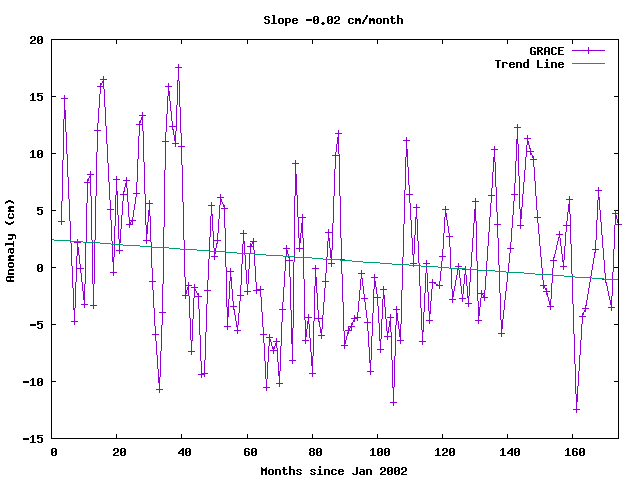 Slope -0.02 cm/month
GRACE
Trend Line
20
15
10
5
0
-5
-10
-15
Anomaly (cm)
0 20 40 60 80 100 120 140 160
Months since Jan 2002